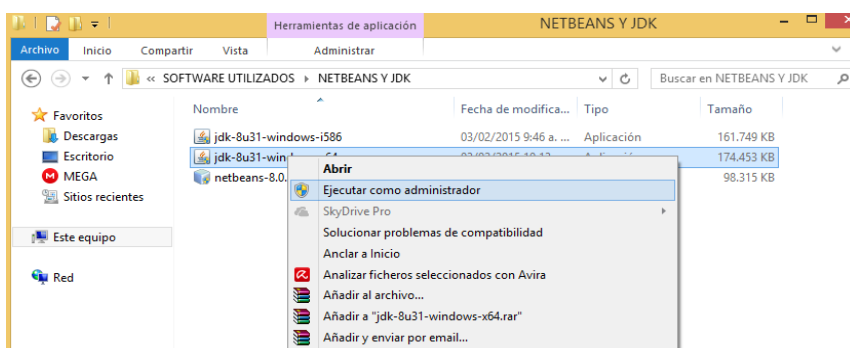 Herramientas de aplicación
NETBEANS Y JDK
Archivo Inicio Compartir Vista Administrar
« SOFTWARE UTILIZADOS NETBEANS Y JDK
Buscar en NETBEANS Y JDK
Favoritos
Descargas
Escritorio
MEGA
Sitios recientes
Este equipo
Red
Nombre Fecha de modifica... Tipo Tamaño
jdk-8u31-windows-i586 03/02/2015 9:46 a. ... Aplicación 161.749 KB
174.453 KB
netbeans-8.0. 98.315 KB
Abrir
Ejecutar como administrador
SkyDrive Pro
Solucionar problemas de compatibilidad
Anclar a Inicio
Analizar ficheros seleccionados con Avira
Añadir al archivo...
Añadir a "jdk-8u31-windows-x64.rar"
Añadir y enviar por email...